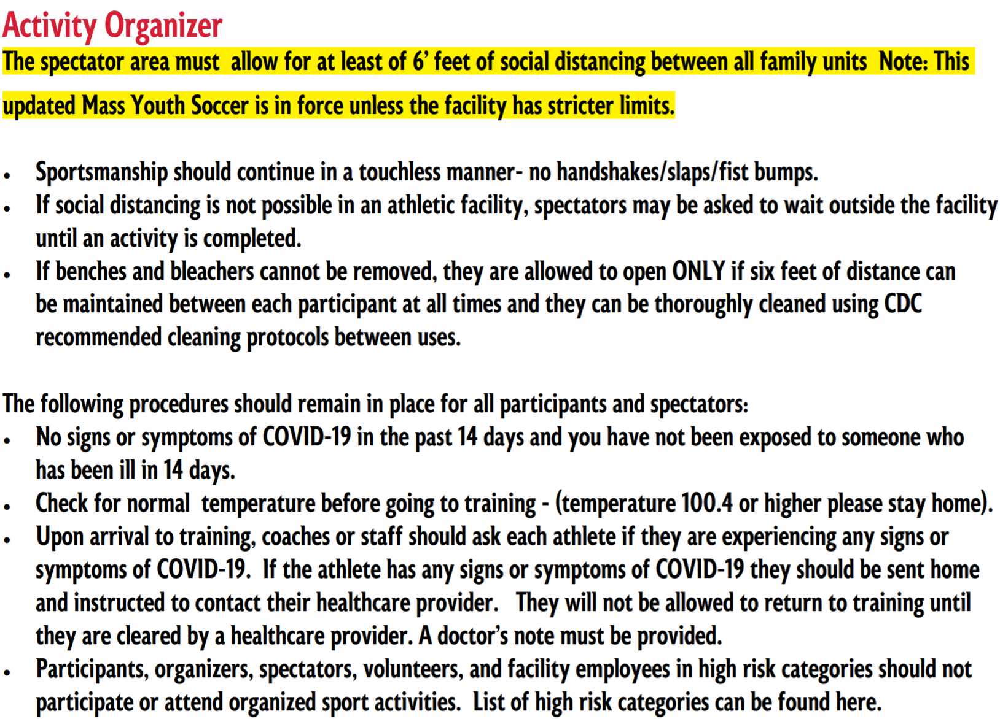 Activity Organizer
The spectator area must  allow for at least of 6’ feet of social distancing between all family units  Note: This
updated Mass Youth Soccer is in force unless the facility has stricter limits.
• Sportsmanship should continue in a touchless manner- no handshakes/slaps/fist bumps.
• If social distancing is not possible in an athletic facility, spectators may be asked to wait outside the facility
until an activity is completed.
• If benches and bleachers cannot be removed, they are allowed to open ONLY if six feet of distance can
be maintained between each participant at all times and they can be thoroughly cleaned using CDC
recommended cleaning protocols between uses.
The following procedures should remain in place for all participants and spectators:
• No signs or symptoms of COVID-19 in the past 14 days and you have not been exposed to someone who
has been ill in 14 days.
• Check for normal  temperature before going to training - (temperature 100.4 or higher please stay home).
• Upon arrival to training, coaches or staff should ask each athlete if they are experiencing any signs or
symptoms of COVID-19.  If the athlete has any signs or symptoms of COVID-19 they should be sent home
and instructed to contact their healthcare provider.   They will not be allowed to return to training until
they are cleared by a healthcare provider. A doctor’s note must be provided.
• Participants, organizers, spectators, volunteers, and facility employees in high risk categories should not
participate or attend organized sport activities.  List of high risk categories can be found here.